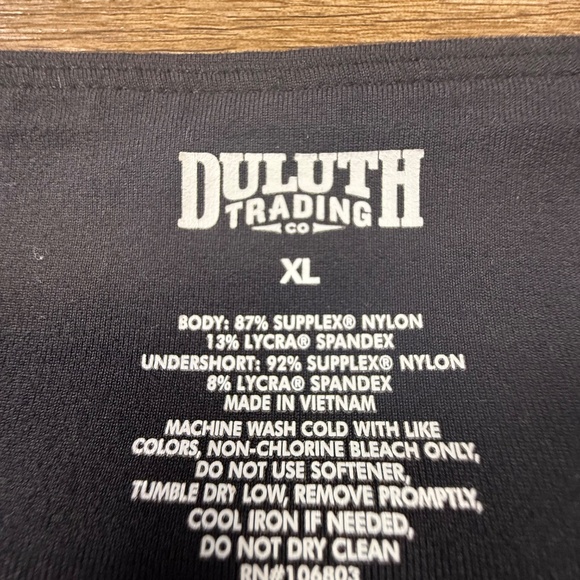 DULUTH
TRADING
CO
XL
BODY: 87% SUPPLEX® NYLON
13% LYCRA® SPANDEX
UNDERSHORT: 92% SUPPLEX® NYLON
8% LYCRA® SPANDEX
MADE IN VIETNAM
MACHINE WASH COLD WITH LIKE
COLORS, NON-CHLORINE BLEACH ONLY,
DO NOT USE SOFTENER,
TUMBLE DRY LOW, REMOVE PROMPTLY,
COOL IRON IF NEEDED,
DO NOT DRY CLEAN
RN#106803